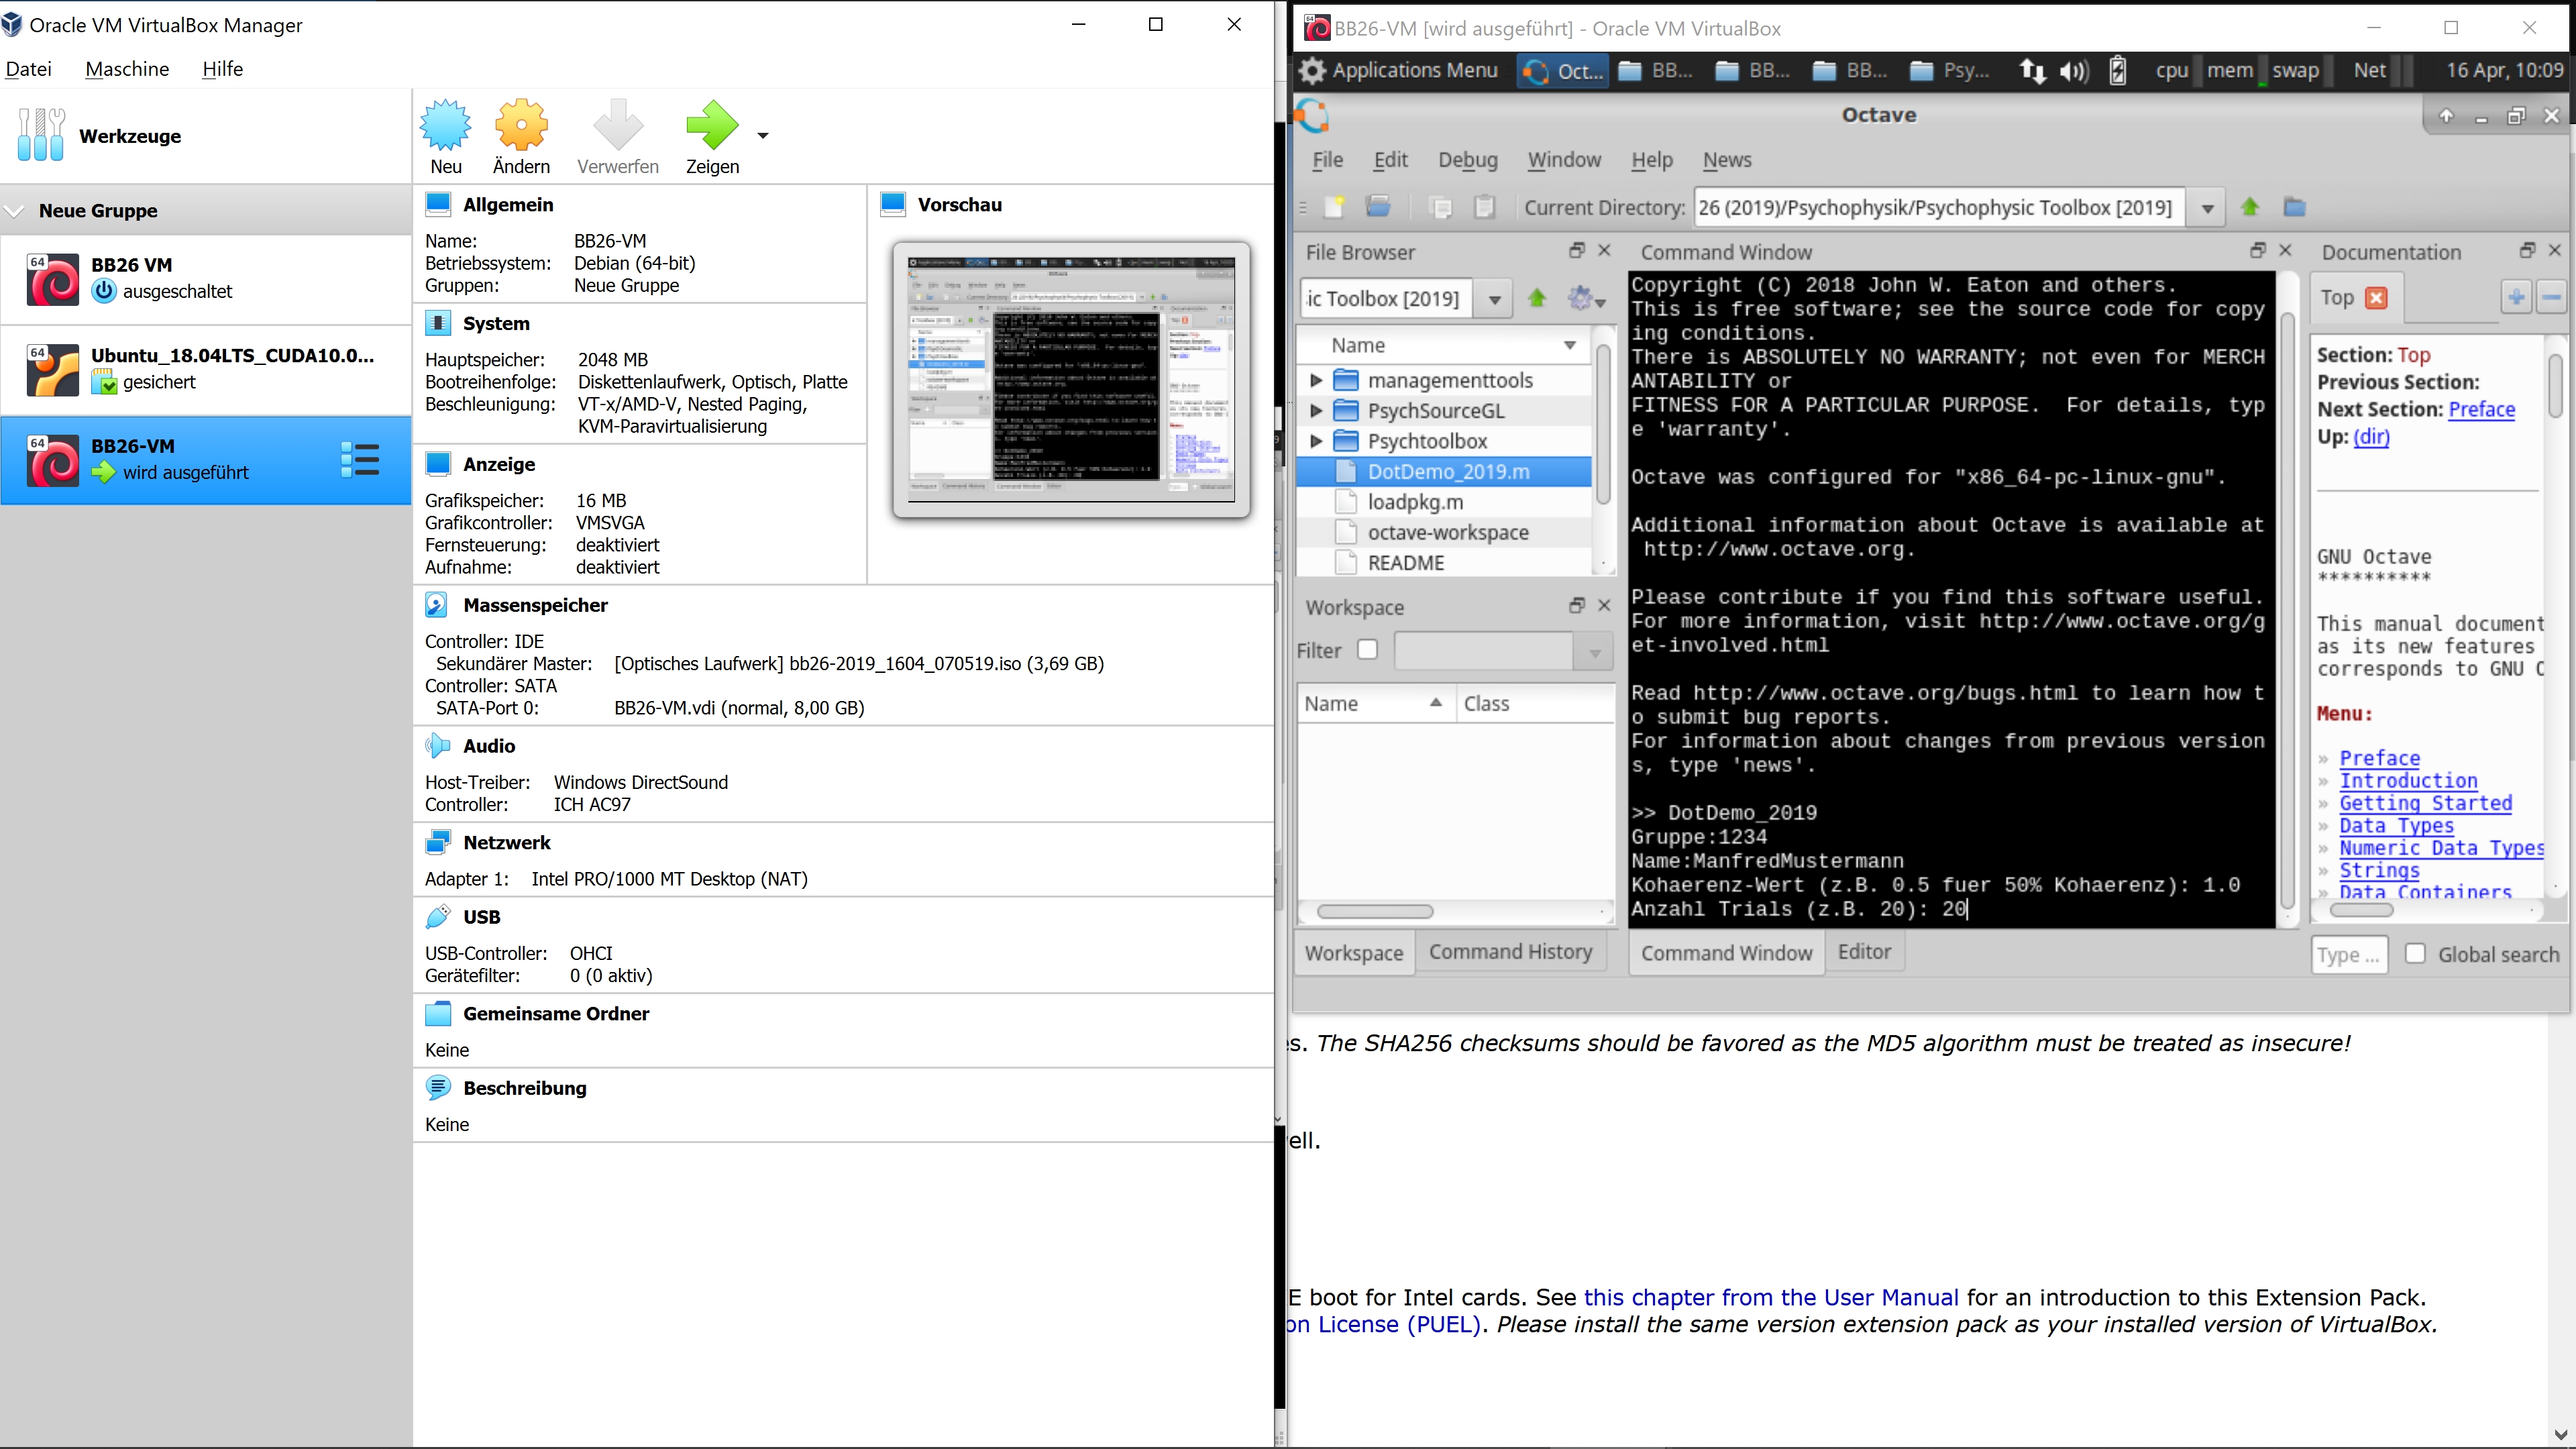 Oracle VM VirtualBox Manager
Datei Maschine Hilfe
Werkzeuge
Neu Ändern Verwerfen Zeigen
Neue Gruppe
64 BB26 VM
ausgeschaltet
64 Ubuntu_18.04LTS_CUDA10.0...
gesichert
64 BB26-VM
wird ausgeführt
Allgemein
Name: BB26-VM
Betriebssystem: Debian (64-bit)
Gruppen: Neue Gruppe
System
Hauptspeicher: 2048 MB
Bootreihenfolge: Diskettenlaufwerk, Optisch, Platte
Beschleunigung: VT-x/AMD-V, Nested Paging,
KVM-Paravirtualisierung
Anzeige
Grafikspeicher: 16 MB
Grafikcontroller: VMSVGA
Fernsteuerung: deaktiviert
Aufnahme: deaktiviert
Vorschau
Massenspeicher
Controller: IDE
Sekundärer Master: [Optisches Laufwerk] bb26-2019_1604_070519.iso (3,69 GB)
Controller: SATA
SATA-Port 0: BB26-VM.vdi (normal, 8,00 GB)
Audio
Host-Treiber: Windows DirectSound
Controller: ICH AC97
Netzwerk
Adapter 1: Intel PRO/1000 MT Desktop (NAT)
USB
USB-Controller: OHCI
Gerätefilter: 0 (0 aktiv)
Gemeinsame Ordner
Keine
Beschreibung
Keine
64 BB26-VM [wird ausgeführt] - Oracle VM VirtualBox
Applications Menu Oct... BB... BB... BB... Psy... cpu mem swap Net 16 Apr, 10:09
Octave
File Edit Debug Window Help News
Current Directory: 26 (2019)/Psychophysik/Psychophysic Toolbox [2019]
File Browser
ic Toolbox [2019]
Name
managementtools
PsychSourceGL
Psychtoolbox
DotDemo_2019.m
loadpkg.m
octave-workspace
README
Workspace
Filter
Name Class
Workspace Command History
Command Window
Copyright (C) 2018 John W. Eaton and others.
This is free software; see the source code for copy
ing conditions.
There is ABSOLUTELY NO WARRANTY; not even for MERCH
ANTABILITY or
FITNESS FOR A PARTICULAR PURPOSE.  For details, typ
e 'warranty'.
Octave was configured for "x86_64-pc-linux-gnu".
Additional information about Octave is available at
http://www.octave.org.
Please contribute if you find this software useful.
For more information, visit http://www.octave.org/g
et-involved.html
Read http://www.octave.org/bugs.html to learn how t
o submit bug reports.
For information about changes from previous version
s, type 'news'.
>> DotDemo_2019
Gruppe:1234
Name:ManfredMustermann
Kohaerenz-Wert (z.B. 0.5 fuer 50% Kohaerenz): 1.0
Anzahl Trials (z.B. 20): 20
Command Window Editor
Documentation
Top
Section: Top
Previous Section:
Next Section: Preface
Up: (dir)
GNU Octave
**********
This manual document
as its new features
corresponds to GNU O
Menu:
» Preface
» Introduction
» Getting Started
» Data Types
» Numeric Data Types
» Strings
» Data Containers
Type ... Global search
es. The SHA256 checksums should be favored as the MD5 algorithm must be treated as insecure!
ell.
E boot for Intel cards. See this chapter from the User Manual for an introduction to this Extension Pack.
on License (PUEL). Please install the same version extension pack as your installed version of VirtualBox.